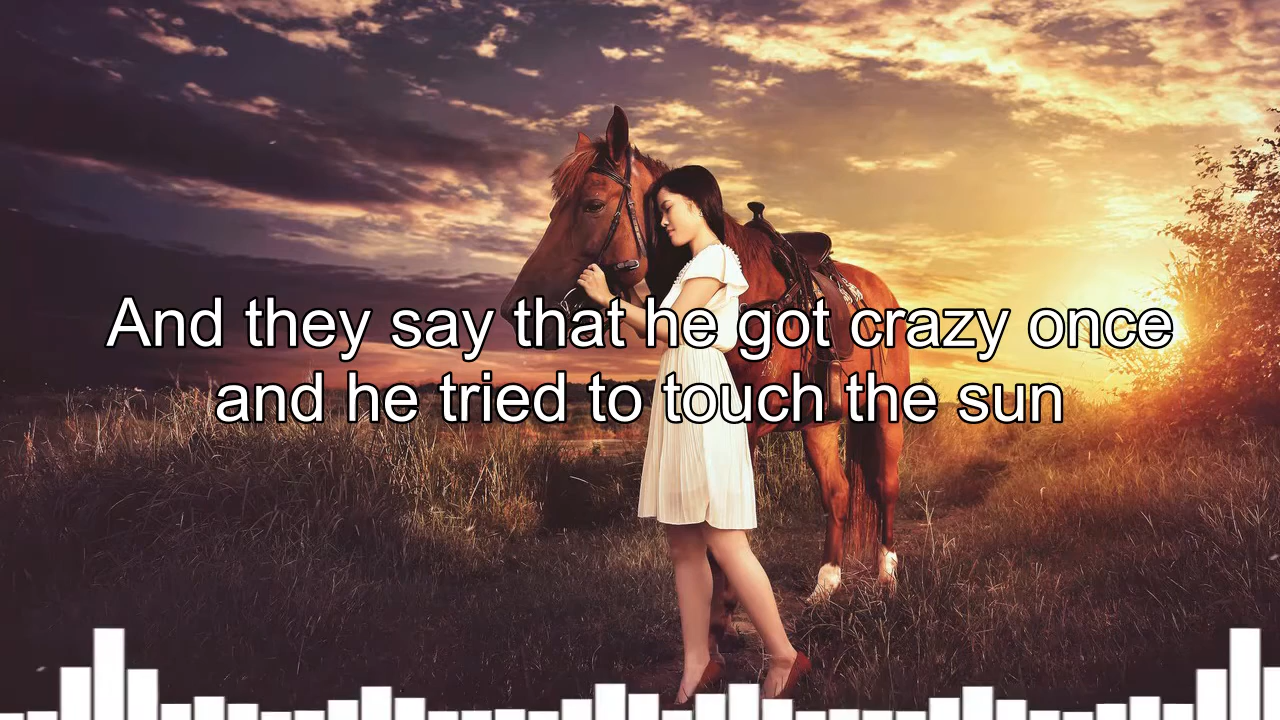 And they say that he got crazy once
and he tried to touch the sun